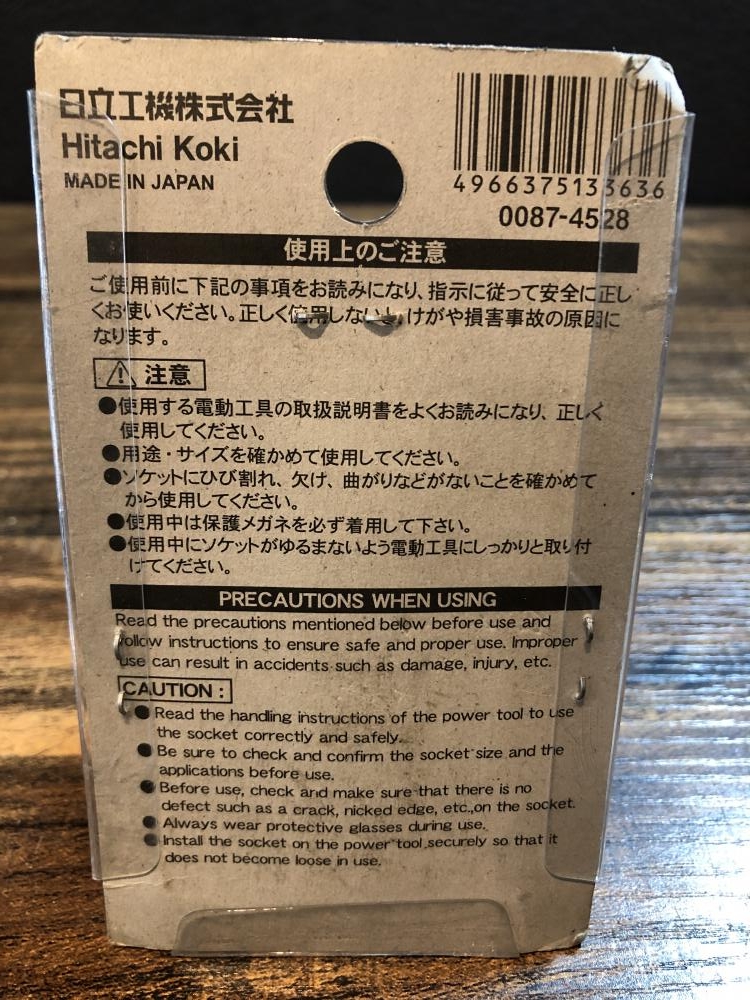 日立工機株式会社
Hitachi Koki
MADE IN JAPAN
4966375133636
0087-4528
使用上のご注意
ご使用前に下記の事項をお読みになり、指示に従って安全に正し
くお使いください。正しく使用しないと、けがや損害事故の原因に
なります。
⚠ 注意
●使用する電動工具の取扱説明書をよくお読みになり、正しく
使用してください。
●用途・サイズを確かめて使用してください。
●ソケットにひび割れ、欠け、曲がりなどがないことを確かめて
から使用してください。
●使用中は保護メガネを必ず着用して下さい。
●使用中にソケットがゆるまないよう電動工具にしっかりと取り付
けてください。
PRECAUTIONS WHEN USING
Read the precautions mentioned below before use and
follow instructions to ensure safe and proper use. Improper
use can result in accidents such as damage, injury, etc.
CAUTION :
● Read the handling instructions of the power tool to use
the socket correctly and safely.
● Be sure to check and confirm the socket size and the
applications before use.
● Before use, check and make sure that there is no
defect such as a crack, nicked edge, etc.,on the socket.
● Always wear protective glasses during use.
● Install the socket on the power tool securely so that it
does not become loose in use.